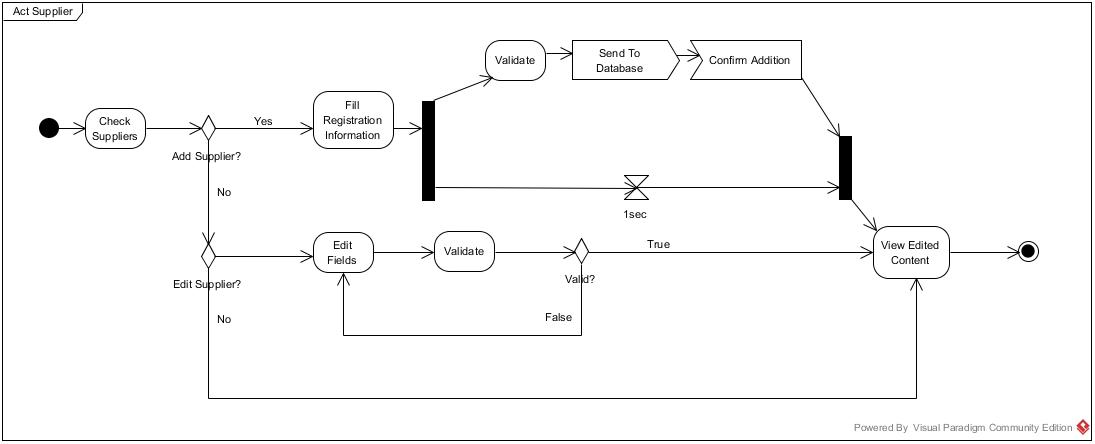 Act Supplier
Validate
Send To
Database
Confirm Addition
Check
Suppliers
Yes
Fill
Registration
Information
Add Supplier?
No
1sec
Edit
Fields
Validate
True
View Edited
Content
Edit Supplier?
Valid?
No
False
Powered By Visual Paradigm Community Edition